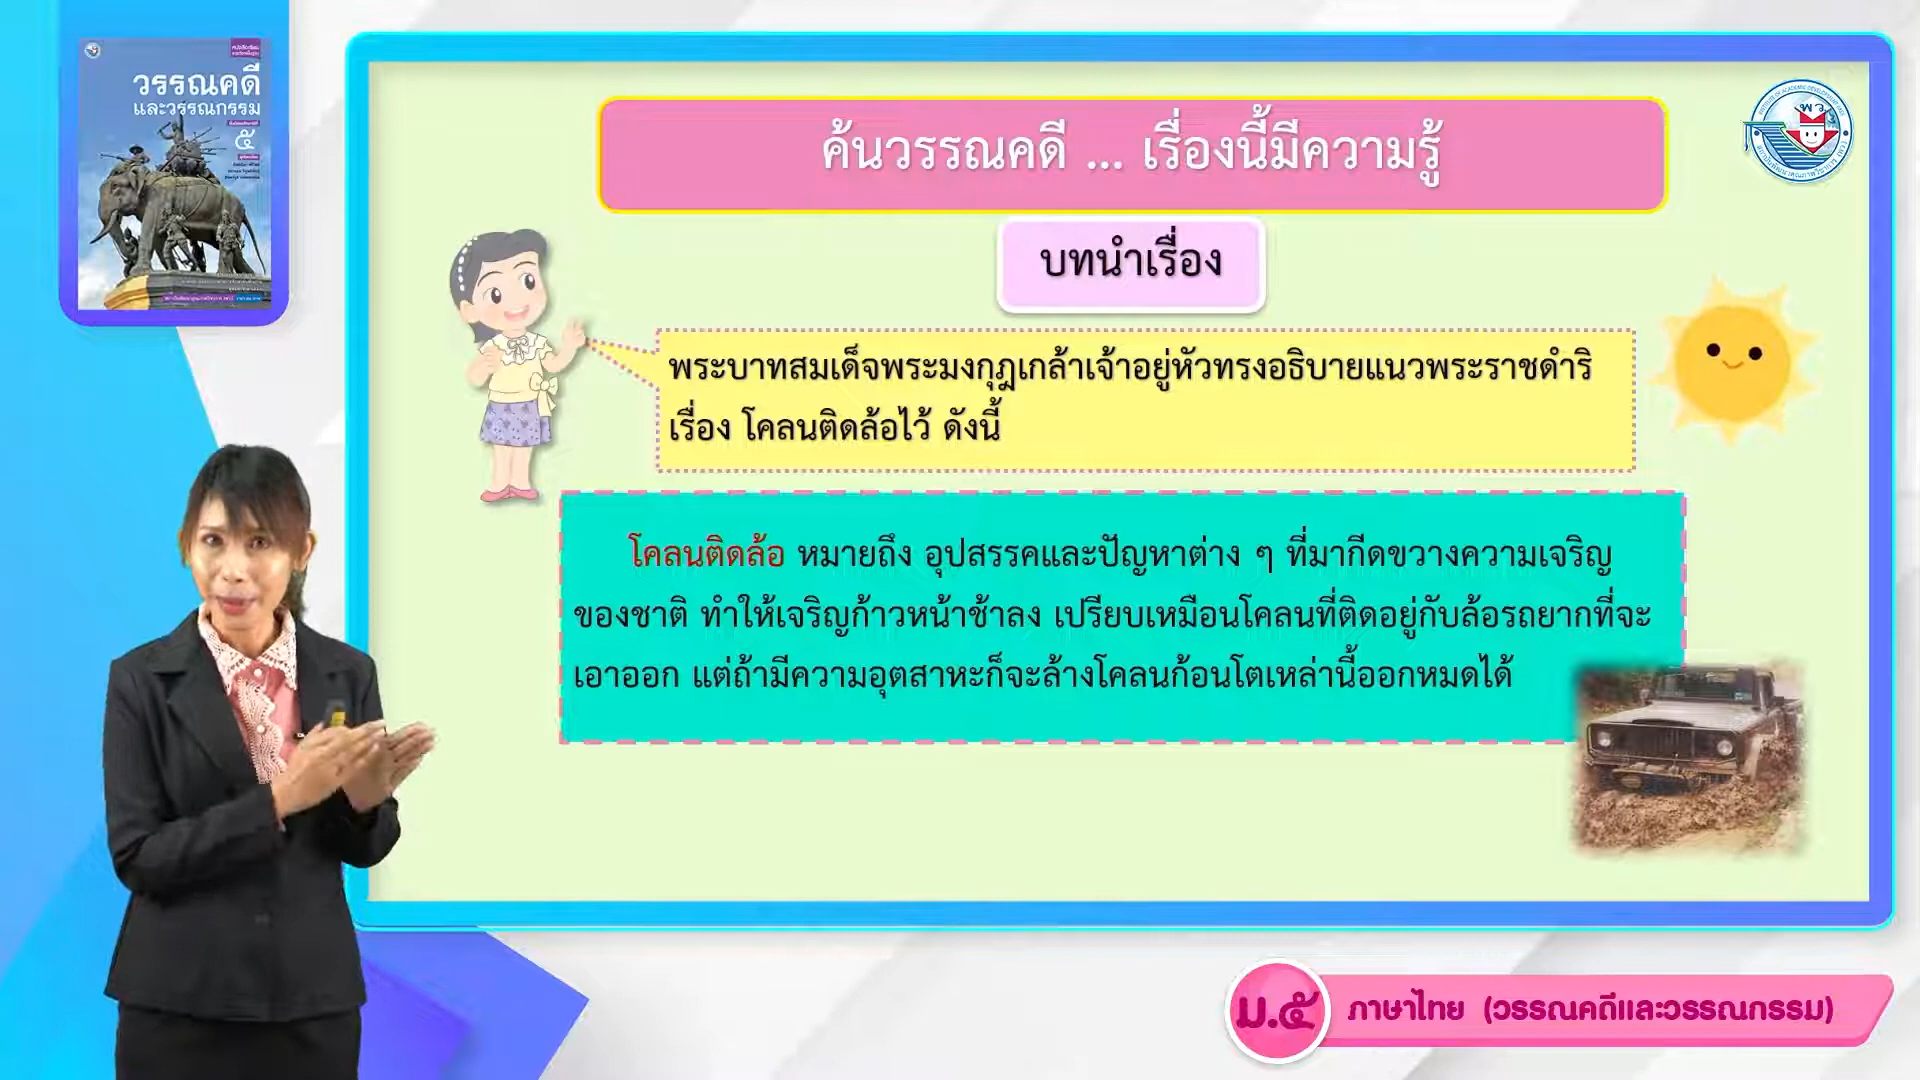 วรรณคดี
และวรรณกรรม
๕
ค้นวรรณคดี ... เรื่องนี้มีความรู้
พว
บทนำเรื่อง
พระบาทสมเด็จพระมงกุฎเกล้าเจ้าอยู่หัวทรงอธิบายแนวพระราชดำริ
เรื่อง โคลนติดล้อไว้ ดังนี้
โคลนติดล้อ หมายถึง อุปสรรคและปัญหาต่าง ๆ ที่มากีดขวางความเจริญ
ของชาติ ทำให้เจริญก้าวหน้าช้าลง เปรียบเหมือนโคลนที่ติดอยู่กับล้อรถยากที่จะ
เอาออก แต่ถ้ามีความอุตสาหะก็จะล้างโคลนก้อนโตเหล่านี้ออกหมดได้
ม.๕ ภาษาไทย (วรรณคดีและวรรณกรรม)